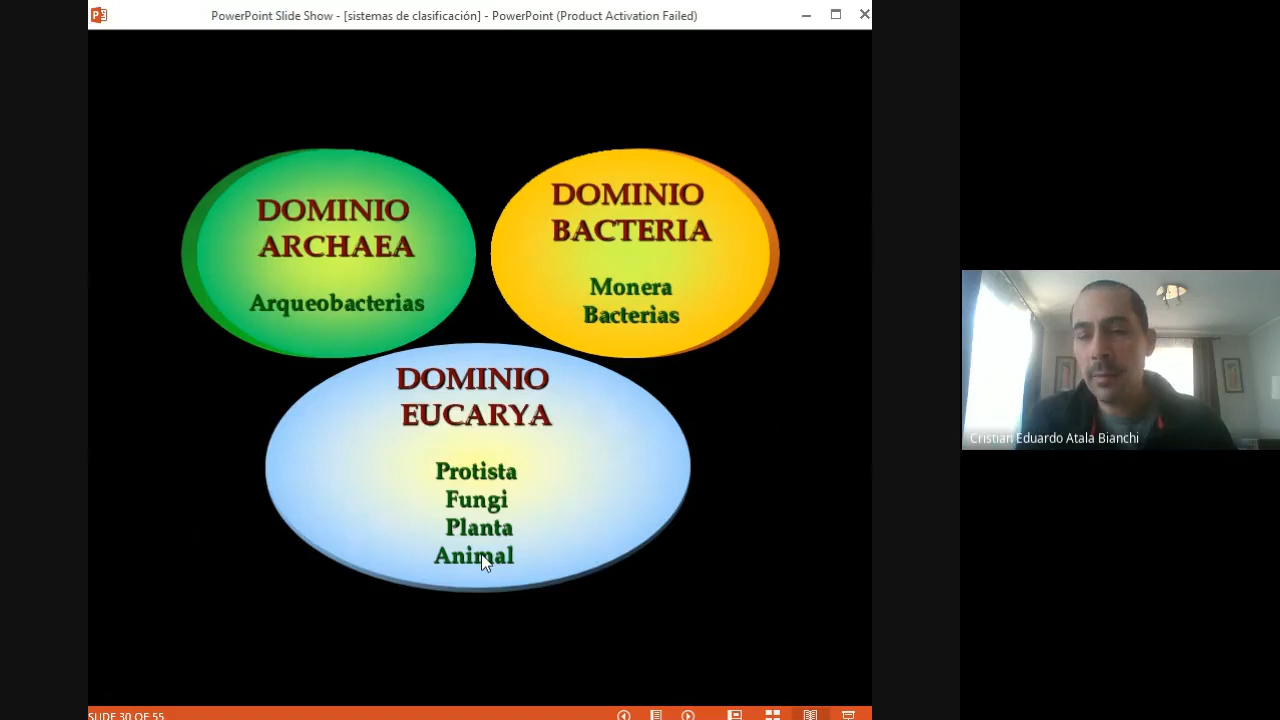 PowerPoint Slide Show - [sistemas de clasificación] - PowerPoint (Product Activation Failed)
DOMINIO
ARCHAEA
Arqueobacterias
DOMINIO
BACTERIA
Monera
Bacterias
DOMINIO
EUCARYA
Protista
Fungi
Planta
Animal
Cristian Eduardo Atala Bianchi
SLIDE 30 OF 55